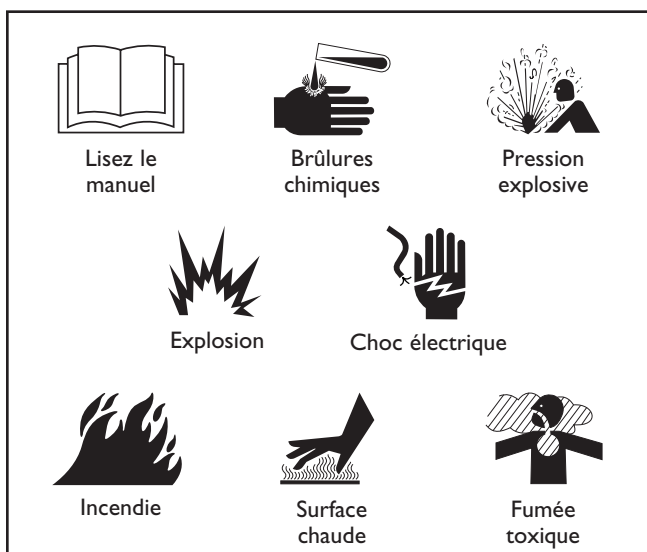 Lisez le
manuel
Brûlures
chimiques
Pression
explosive
Explosion
Choc électrique
Incendie
Surface
chaude
Fumée
toxique